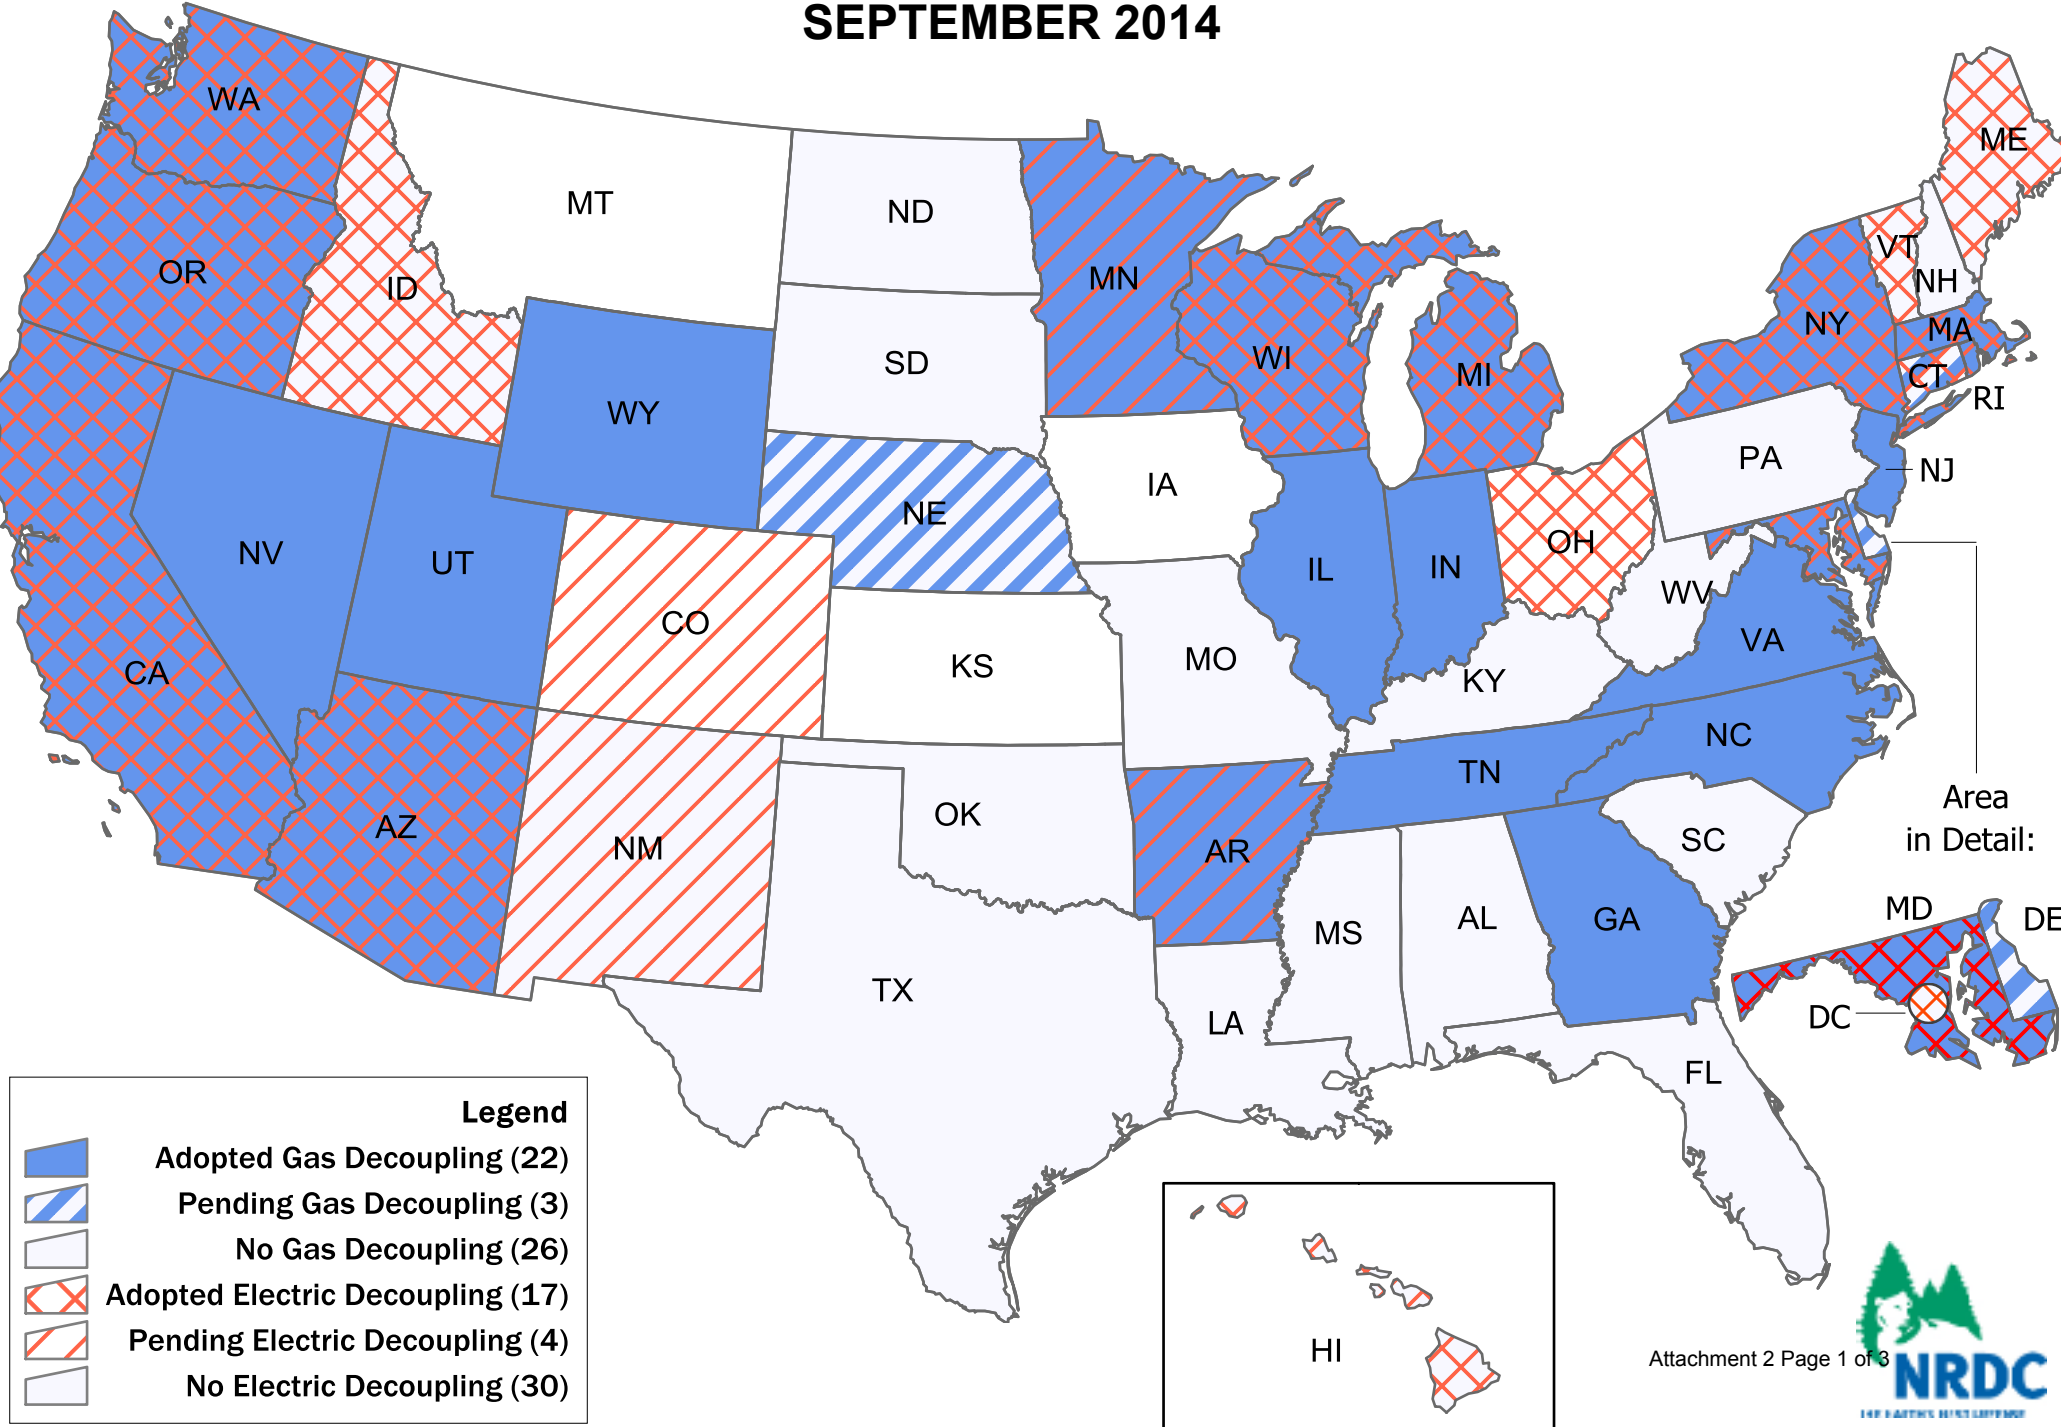 SEPTEMBER 2014
WA
MT
ND
MN
ME
VT
NH
OR
ID
SD
WI
MI
NY
MA
CT
RI
WY
NE
IA
PA
NJ
NV
UT
CO
IL
IN
OH
WV
VA
CA
KS
MO
KY
NC
TN
AZ
NM
OK
AR
SC
Area
in Detail:
MS
AL
GA
MD
DE
TX
LA
DC
FL
HI
Legend
Adopted Gas Decoupling (22)
Pending Gas Decoupling (3)
No Gas Decoupling (26)
Adopted Electric Decoupling (17)
Pending Electric Decoupling (4)
No Electric Decoupling (30)
Attachment 2 Page 1 of 3
NRDC
THE EARTH'S BEST DEFENSE